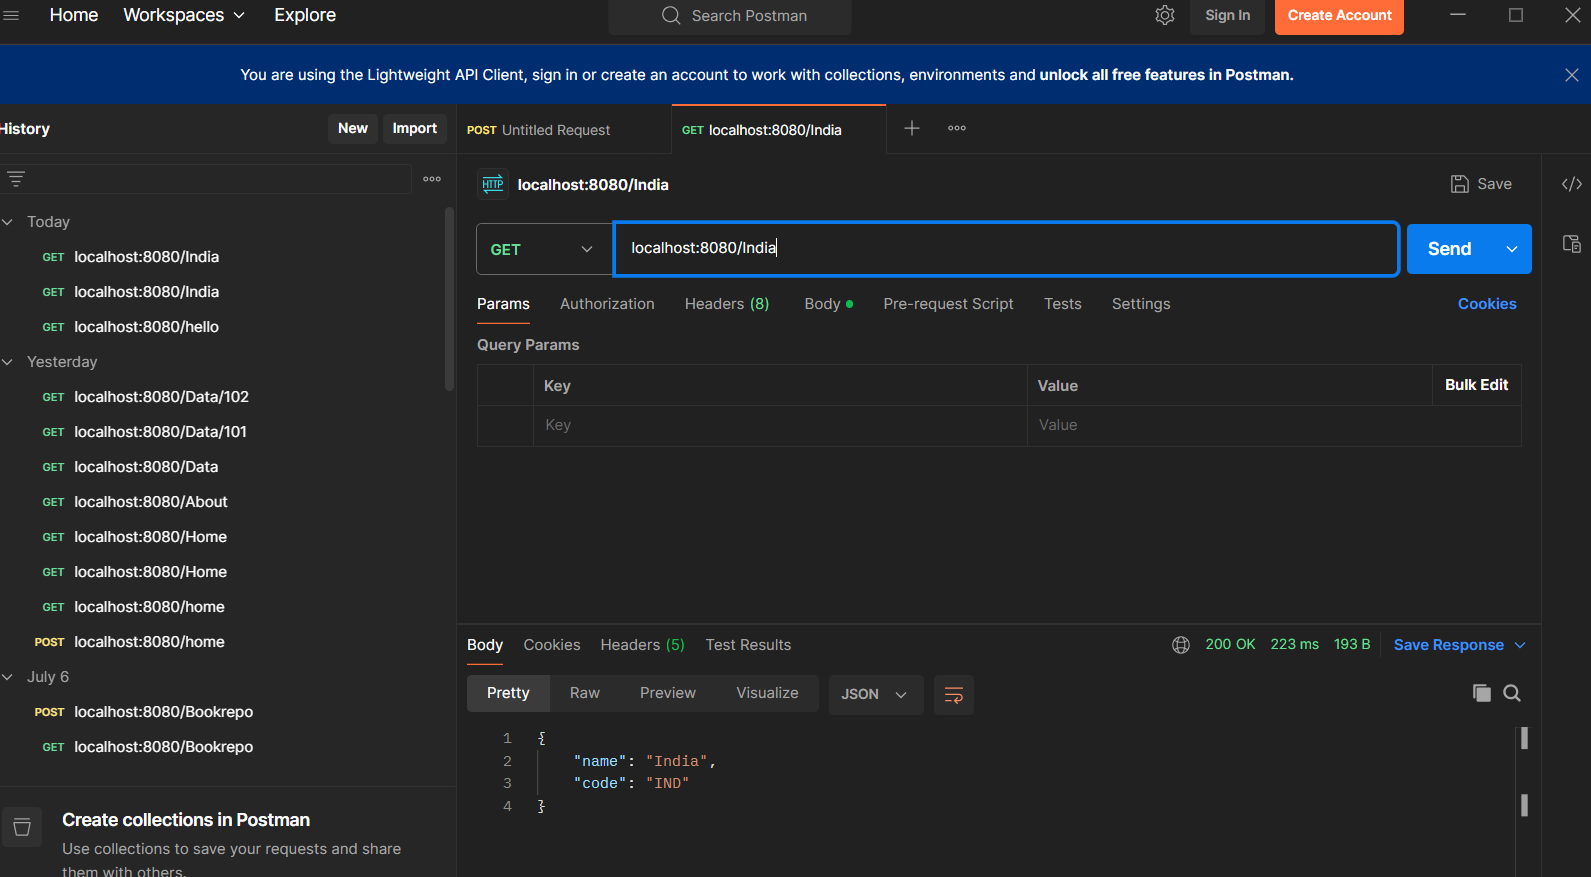 Home Workspaces Explore Search Postman Sign In Create Account
You are using the Lightweight API Client, sign in or create an account to work with collections, environments and unlock all free features in Postman.
History New Import
POST Untitled Request GET localhost:8080/India
HTTP localhost:8080/India Save
Today
GET localhost:8080/India
GET localhost:8080/India
GET localhost:8080/hello
Yesterday
GET localhost:8080/Data/102
GET localhost:8080/Data/101
GET localhost:8080/Data
GET localhost:8080/About
GET localhost:8080/Home
GET localhost:8080/Home
GET localhost:8080/home
POST localhost:8080/home
July 6
POST localhost:8080/Bookrepo
GET localhost:8080/Bookrepo
Create collections in Postman
Use collections to save your requests and share
them with others.
GET localhost:8080/India Send
Params Authorization Headers (8) Body Pre-request Script Tests Settings Cookies
Query Params
Key Value Bulk Edit
Key Value
Body Cookies Headers (5) Test Results 200 OK 223 ms 193 B Save Response
Pretty Raw Preview Visualize JSON
1 {
2 "name": "India",
3 "code": "IND"
4 }